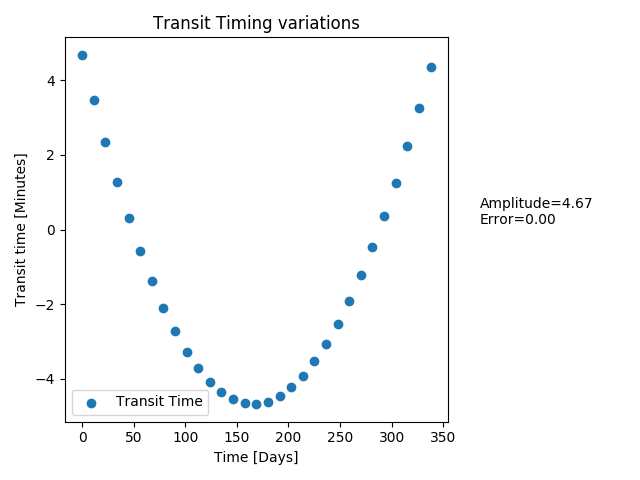 Transit Timing variations
Transit time [Minutes]
4
2
0
−2
−4
Transit Time
0 50 100 150 200 250 300 350
Time [Days]
Amplitude=4.67
Error=0.00